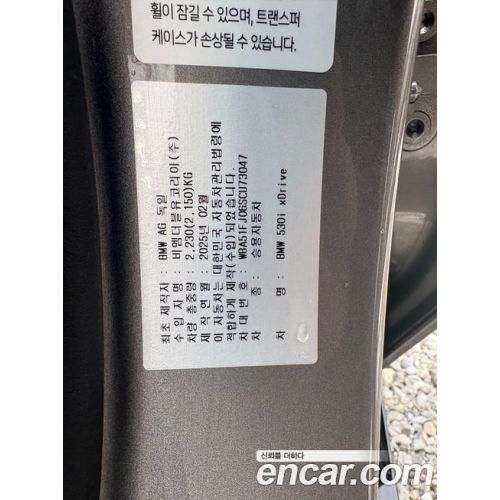 휠이 잠길 수 있으며, 트랜스퍼
케이스가 손상될 수 있습니다.
최초 제작자 : BMW AG 독일
수 입 자 명 : 비엠더블유코리아(주)
차량 총중량 : 2,230(2,150)KG
제 작 연 월 : 2025년 02월
이 자동차는 대한민국 자동차관리법령에
적합하게 제작(수입)되었습니다.
차 대 번 호 : WBA51FJ06SCU73047
차 종 : 승용자동차
차 명 : BMW 530i xDrive
신뢰를 더하다
encar.com